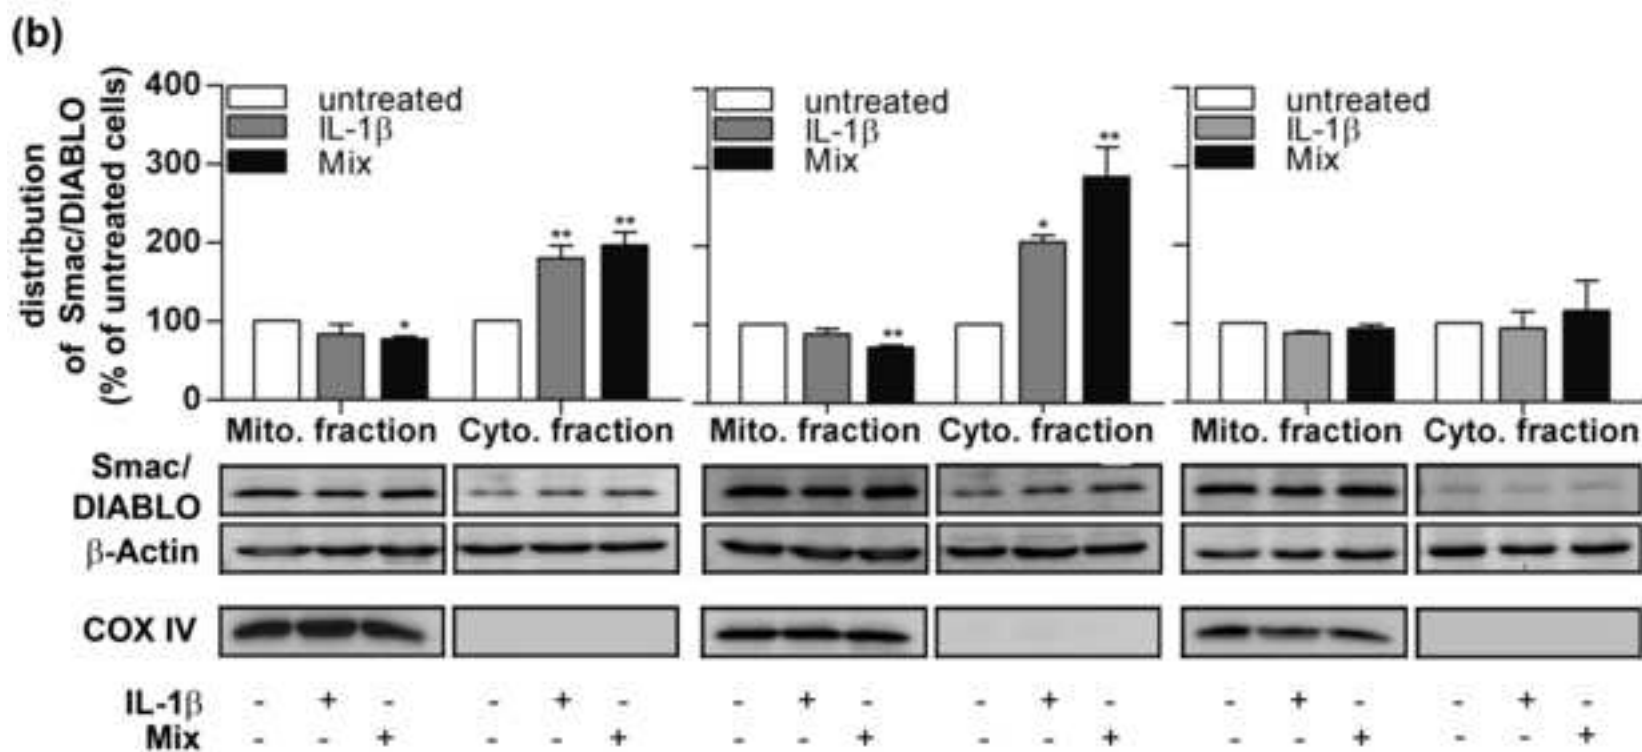 (b)
distribution
of Smac/DIABLO
(% of untreated cells)
400
300
200
100
0
untreated
IL-1β
Mix
* ** **
Mito. fraction Cyto. fraction
untreated
IL-1β
Mix
** * **
Mito. fraction Cyto. fraction
untreated
IL-1β
Mix
Mito. fraction Cyto. fraction
Smac/
DIABLO
β-Actin
COX IV
IL-1β - + - - + - - + - - + - - + - - + -
Mix - - + - - + - - + - - + - - + - - +